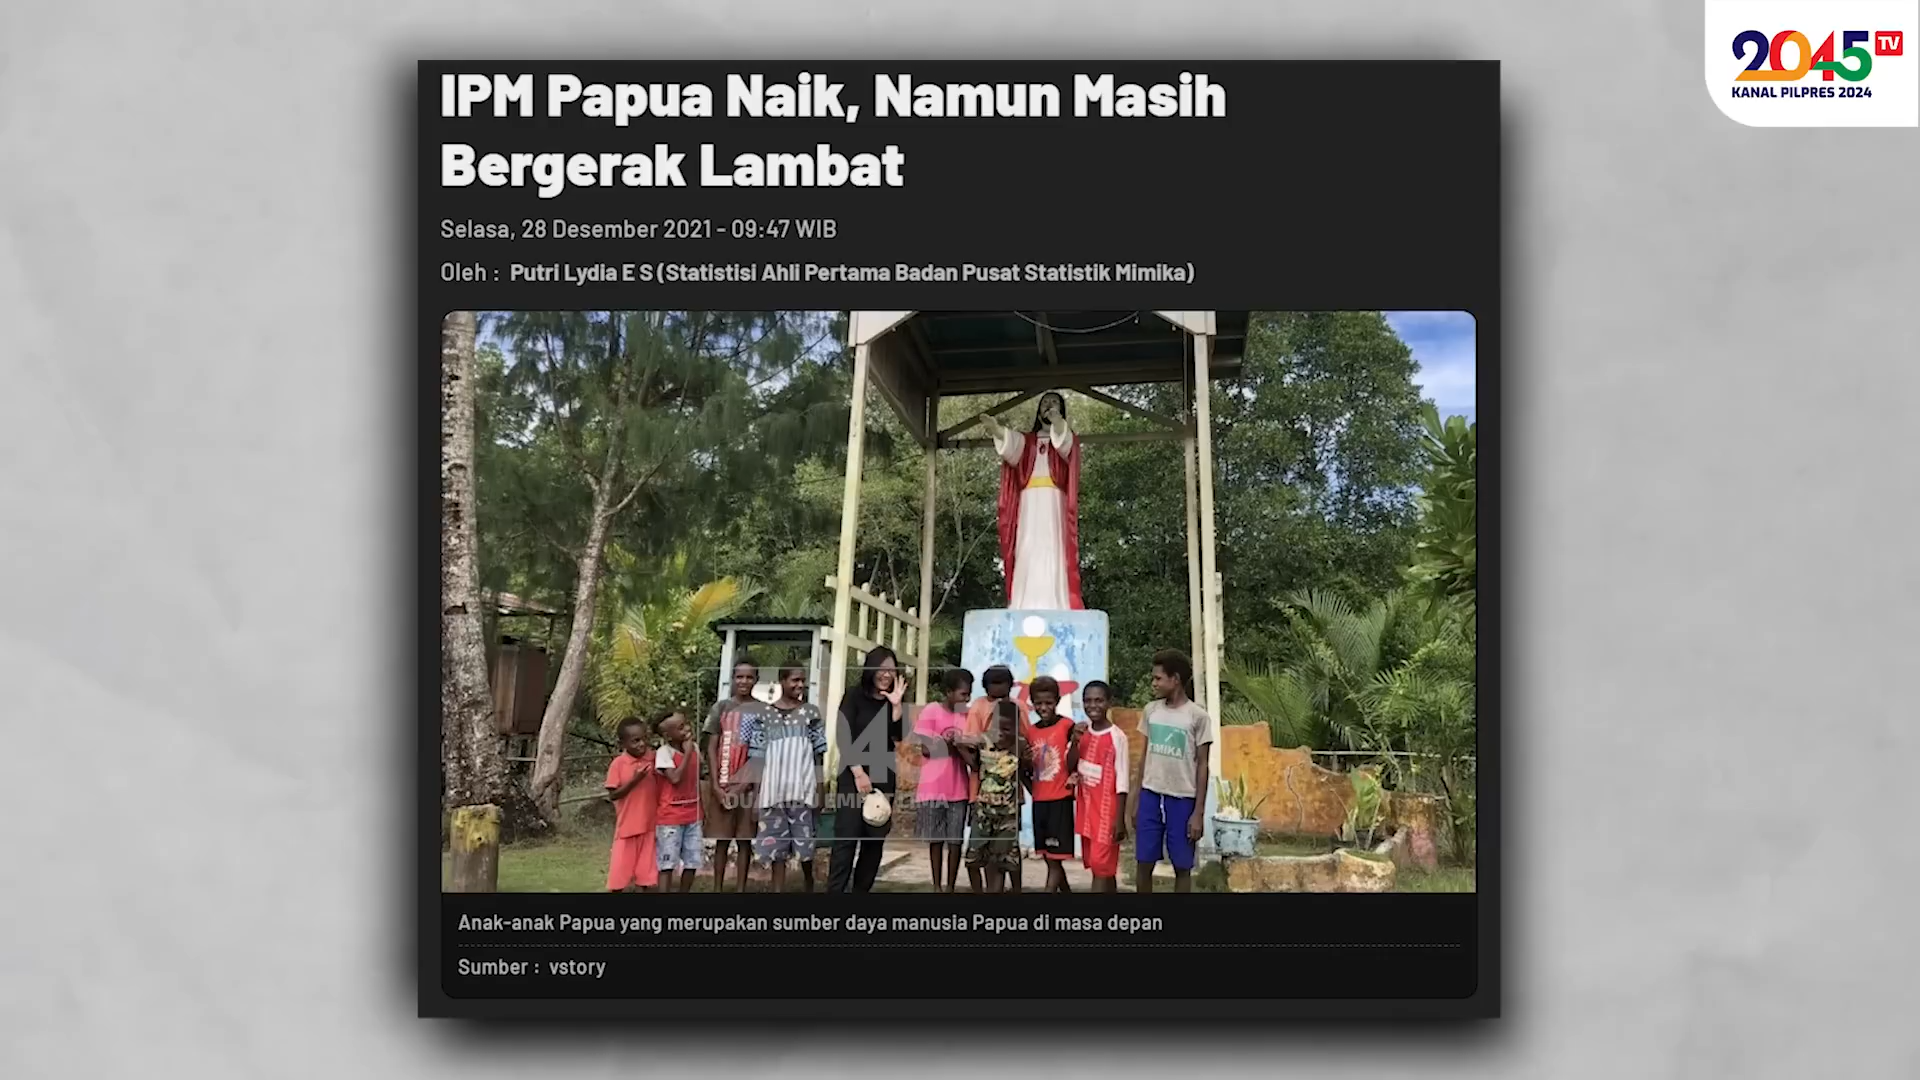 2045 TV
KANAL PILPRES 2024
IPM Papua Naik, Namun Masih
Bergerak Lambat
Selasa, 28 Desember 2021 - 09:47 WIB
Oleh : Putri Lydia E S (Statistisi Ahli Pertama Badan Pusat Statistik Mimika)
TIMIKA
Anak-anak Papua yang merupakan sumber daya manusia Papua di masa depan
Sumber : vstory